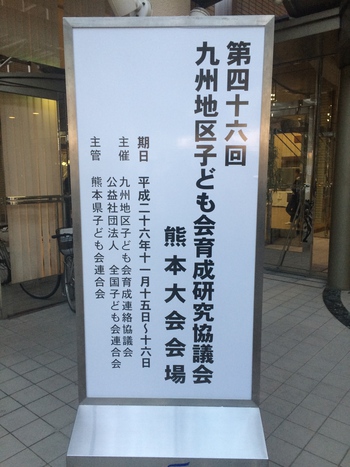 第四十六回
九州地区子ども会育成研究協議会
熊本大会会場
期日　平成二十六年十一月十五日～十六日
主催　九州地区子ども会育成連絡協議会
公益社団法人　全国子ども会連合会
主管　熊本県子ども会連合会